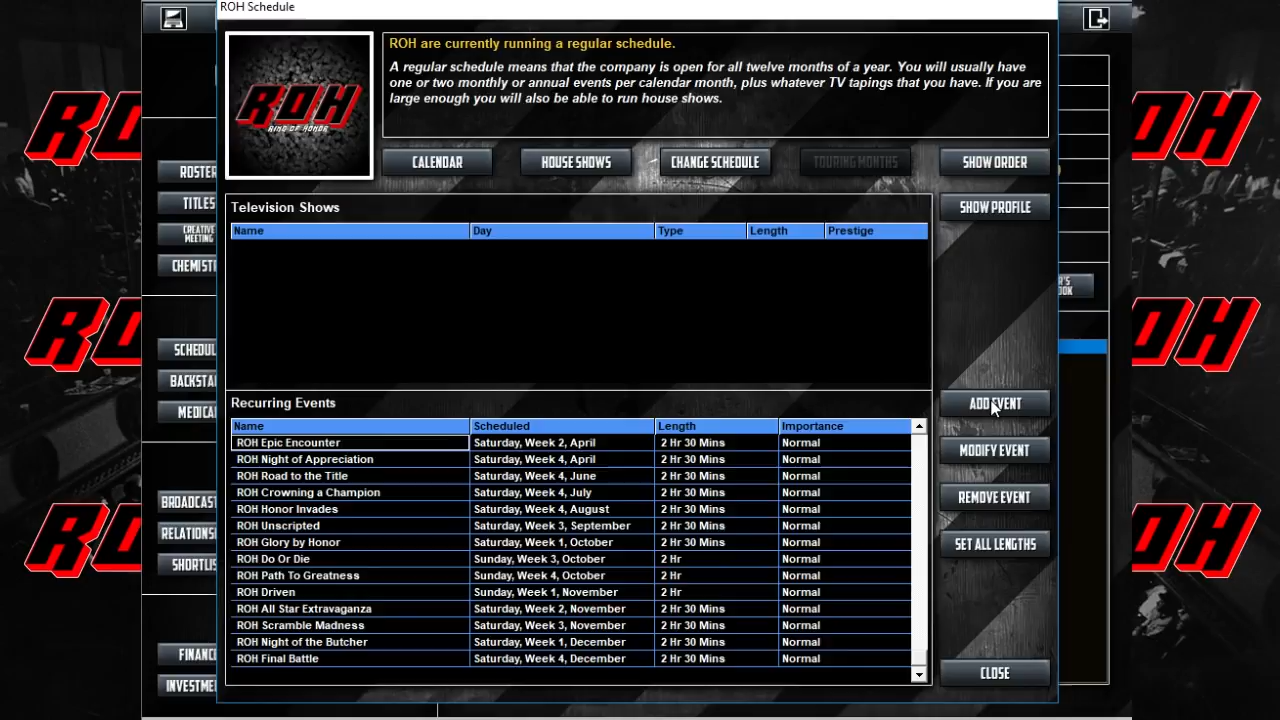 ROH Schedule
ROH are currently running a regular schedule.
A regular schedule means that the company is open for all twelve months of a year. You will usually have
one or two monthly or annual events per calendar month, plus whatever TV tapings that you have. If you are
large enough you will also be able to run house shows.
ROH
RING OF HONOR
CALENDAR HOUSE SHOWS CHANGE SCHEDULE TOURING MONTHS SHOW ORDER
SHOW PROFILE
Television Shows
Name Day Type Length Prestige
Recurring Events
Name Scheduled Length Importance
ROH Epic Encounter Saturday, Week 2, April 2 Hr 30 Mins Normal
ROH Night of Appreciation Saturday, Week 4, April 2 Hr 30 Mins Normal
ROH Road to the Title Saturday, Week 4, June 2 Hr 30 Mins Normal
ROH Crowning a Champion Saturday, Week 4, July 2 Hr 30 Mins Normal
ROH Honor Invades Saturday, Week 4, August 2 Hr 30 Mins Normal
ROH Unscripted Saturday, Week 3, September 2 Hr 30 Mins Normal
ROH Glory by Honor Saturday, Week 1, October 2 Hr 30 Mins Normal
ROH Do Or Die Sunday, Week 3, October 2 Hr Normal
ROH Path To Greatness Sunday, Week 4, October 2 Hr Normal
ROH Driven Sunday, Week 1, November 2 Hr Normal
ROH All Star Extravaganza Saturday, Week 2, November 2 Hr 30 Mins Normal
ROH Scramble Madness Saturday, Week 3, November 2 Hr 30 Mins Normal
ROH Night of the Butcher Saturday, Week 1, December 2 Hr 30 Mins Normal
ROH Final Battle Saturday, Week 4, December 2 Hr 30 Mins Normal
ADD EVENT
MODIFY EVENT
REMOVE EVENT
SET ALL LENGTHS
CLOSE
ROSTER
TITLES
CREATIVE
MEETING
CHEMIST
SCHEDUL
BACKSTA
MEDICA
BROADCAS
RELATIONS
SHORTLIS
FINANC
INVESTME
R'S
OOK
ROH
ROH
ROH
ROH
ROH
ROH